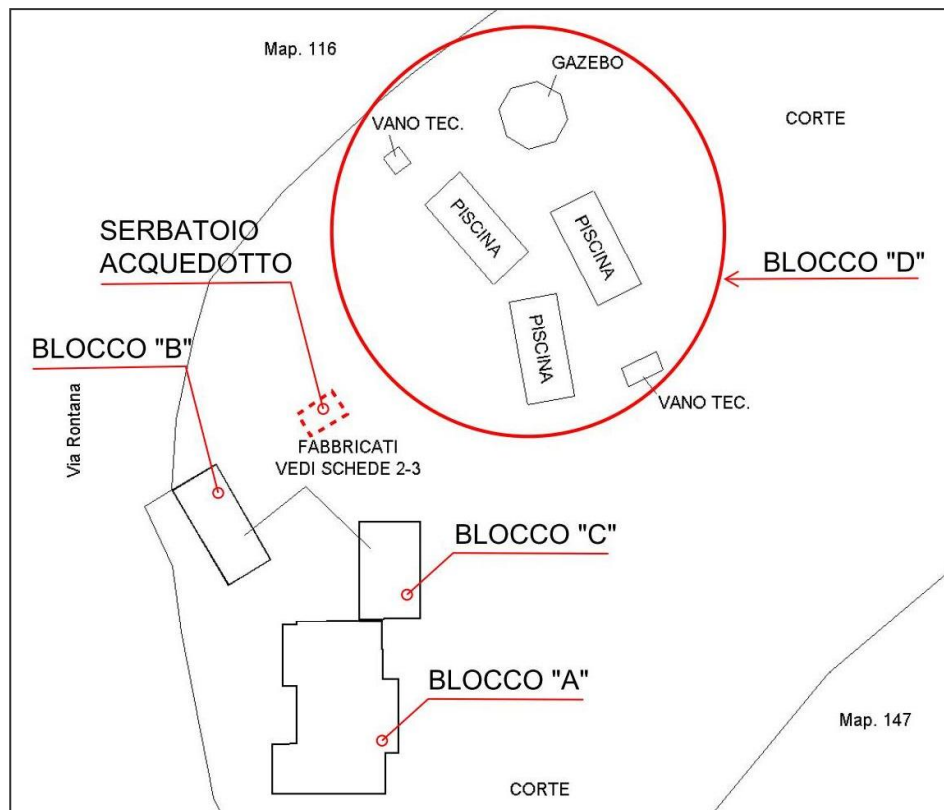 Map. 116
GAZEBO
VANO TEC.
CORTE
PISCINA
PISCINA
SERBATOIO
ACQUEDOTTO
BLOCCO "D"
PISCINA
BLOCCO "B"
VANO TEC.
Via Rontana
FABBRICATI
VEDI SCHEDE 2-3
BLOCCO "C"
BLOCCO "A"
Map. 147
CORTE